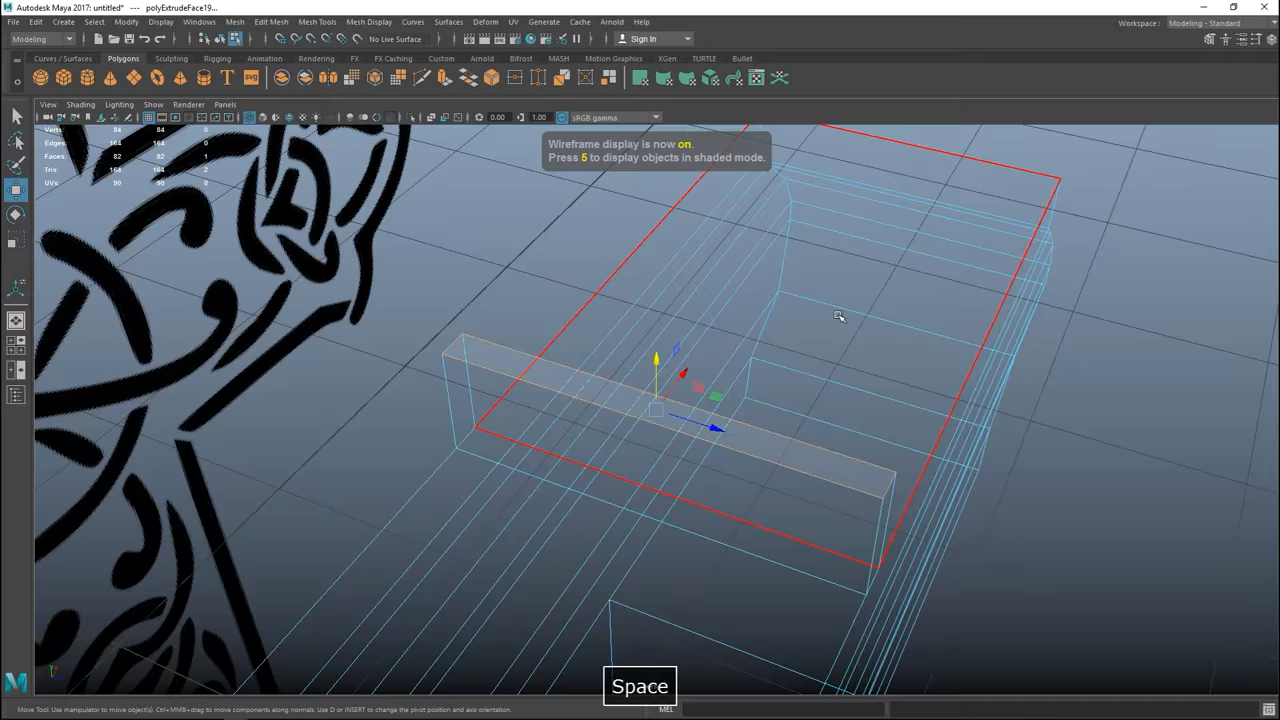 Autodesk Maya 2017: untitled* --- polyExtrudeFace19...
File Edit Create Select Modify Display Windows Mesh Edit Mesh Mesh Tools Mesh Display Curves Surfaces Deform UV Generate Cache Arnold Help
Workspace : Modeling - Standard
Modeling No Live Surface Sign In
Curves / Surfaces Polygons Sculpting Rigging Animation Rendering FX FX Caching Custom Arnold Bifrost MASH Motion Graphics XGen TURTLE Bullet
T svg
View Shading Lighting Show Renderer Panels
0.00 1.00 sRGB gamma
Verts: 84 84 0
Edges: 164 164 0
Faces: 82 82 1
Tris: 164 164 2
UVs: 90 90 0
Wireframe display is now on.
Press 5 to display objects in shaded mode.
Space
Move Tool: Use manipulator to move object(s). Ctrl+MMB+drag to move components along normals. Use D or INSERT to change the pivot position and axis orientation.
MEL